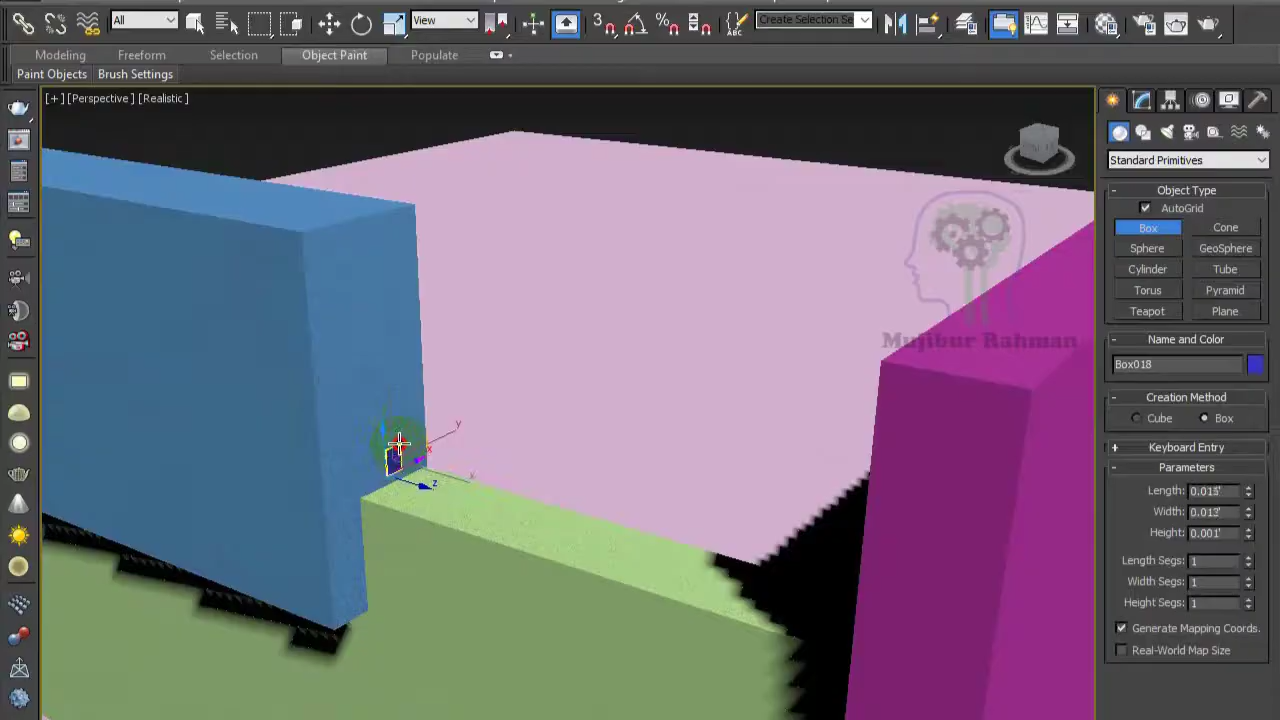 All
View
3
%
ABC
Create Selection Se
Modeling Freeform Selection Object Paint Populate
Paint Objects Brush Settings
[+] [Perspective] [Realistic]
Standard Primitives
- Object Type
AutoGrid
Box Cone
Sphere GeoSphere
Cylinder Tube
Torus Pyramid
Teapot Plane
- Name and Color
Box018
- Creation Method
Cube Box
+ Keyboard Entry
- Parameters
Length: 0.015'
Width: 0.013'
Height: 0.001'
Length Segs: 1
Width Segs: 1
Height Segs: 1
Generate Mapping Coords.
Real-World Map Size
Mujibur Rahman
y
x
x
z